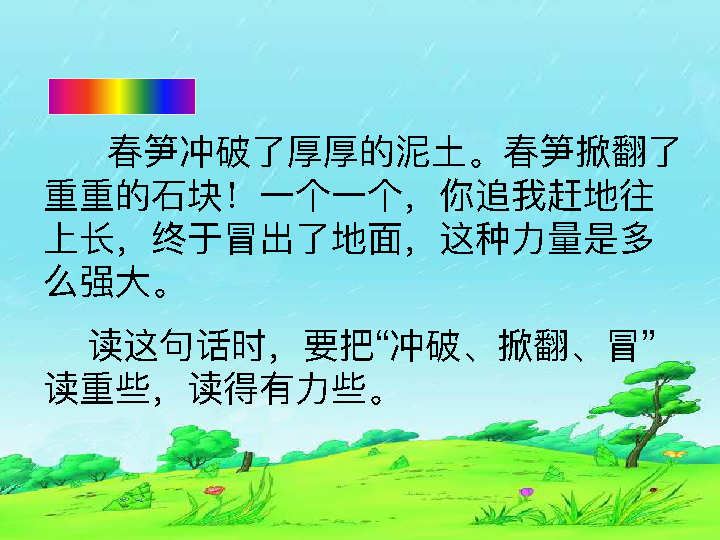 春笋冲破了厚厚的泥土。春笋掀翻了
重重的石块！一个一个，你追我赶地往
上长，终于冒出了地面，这种力量是多
么强大。
读这句话时，要把“冲破、掀翻、冒”
读重些，读得有力些。